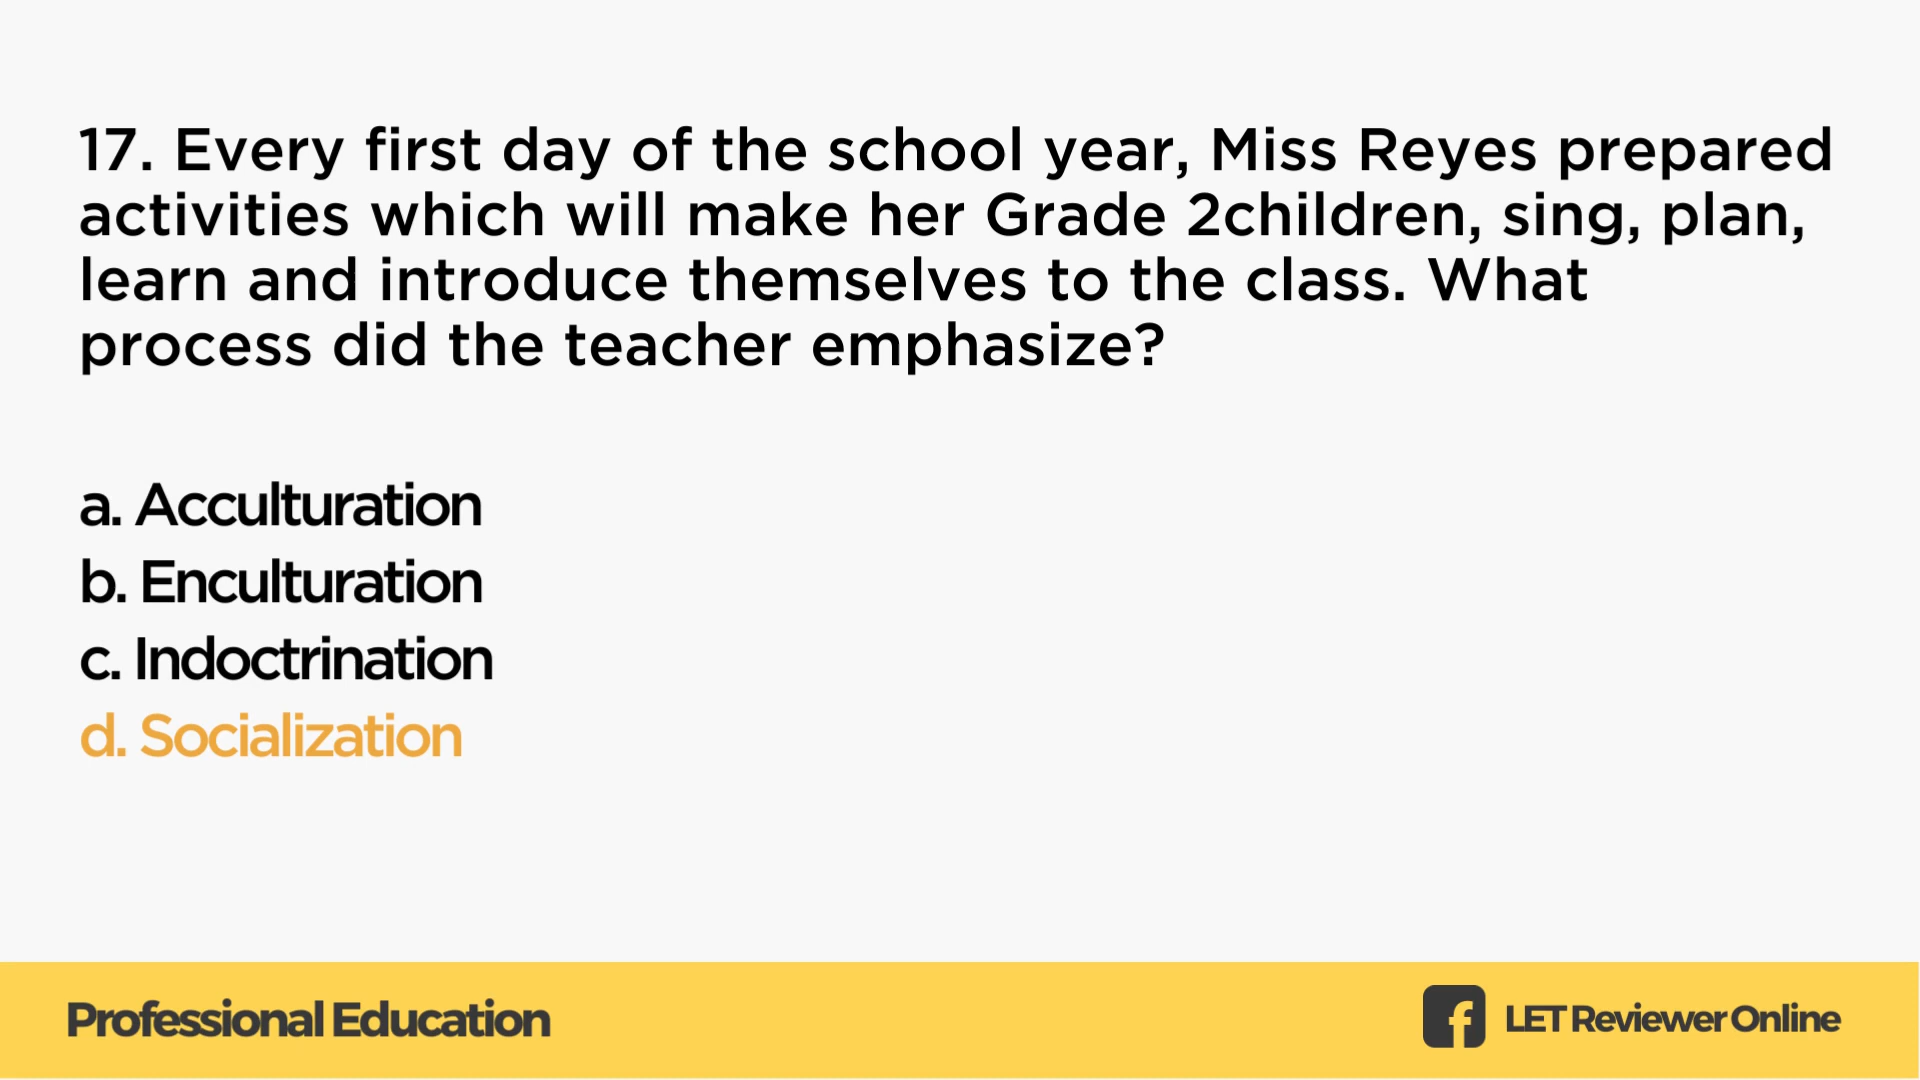 17. Every first day of the school year, Miss Reyes prepared
activities which will make her Grade 2children, sing, plan,
learn and introduce themselves to the class. What
process did the teacher emphasize?
a. Acculturation
b. Enculturation
c. Indoctrination
d. Socialization
Professional Education
LET Reviewer Online